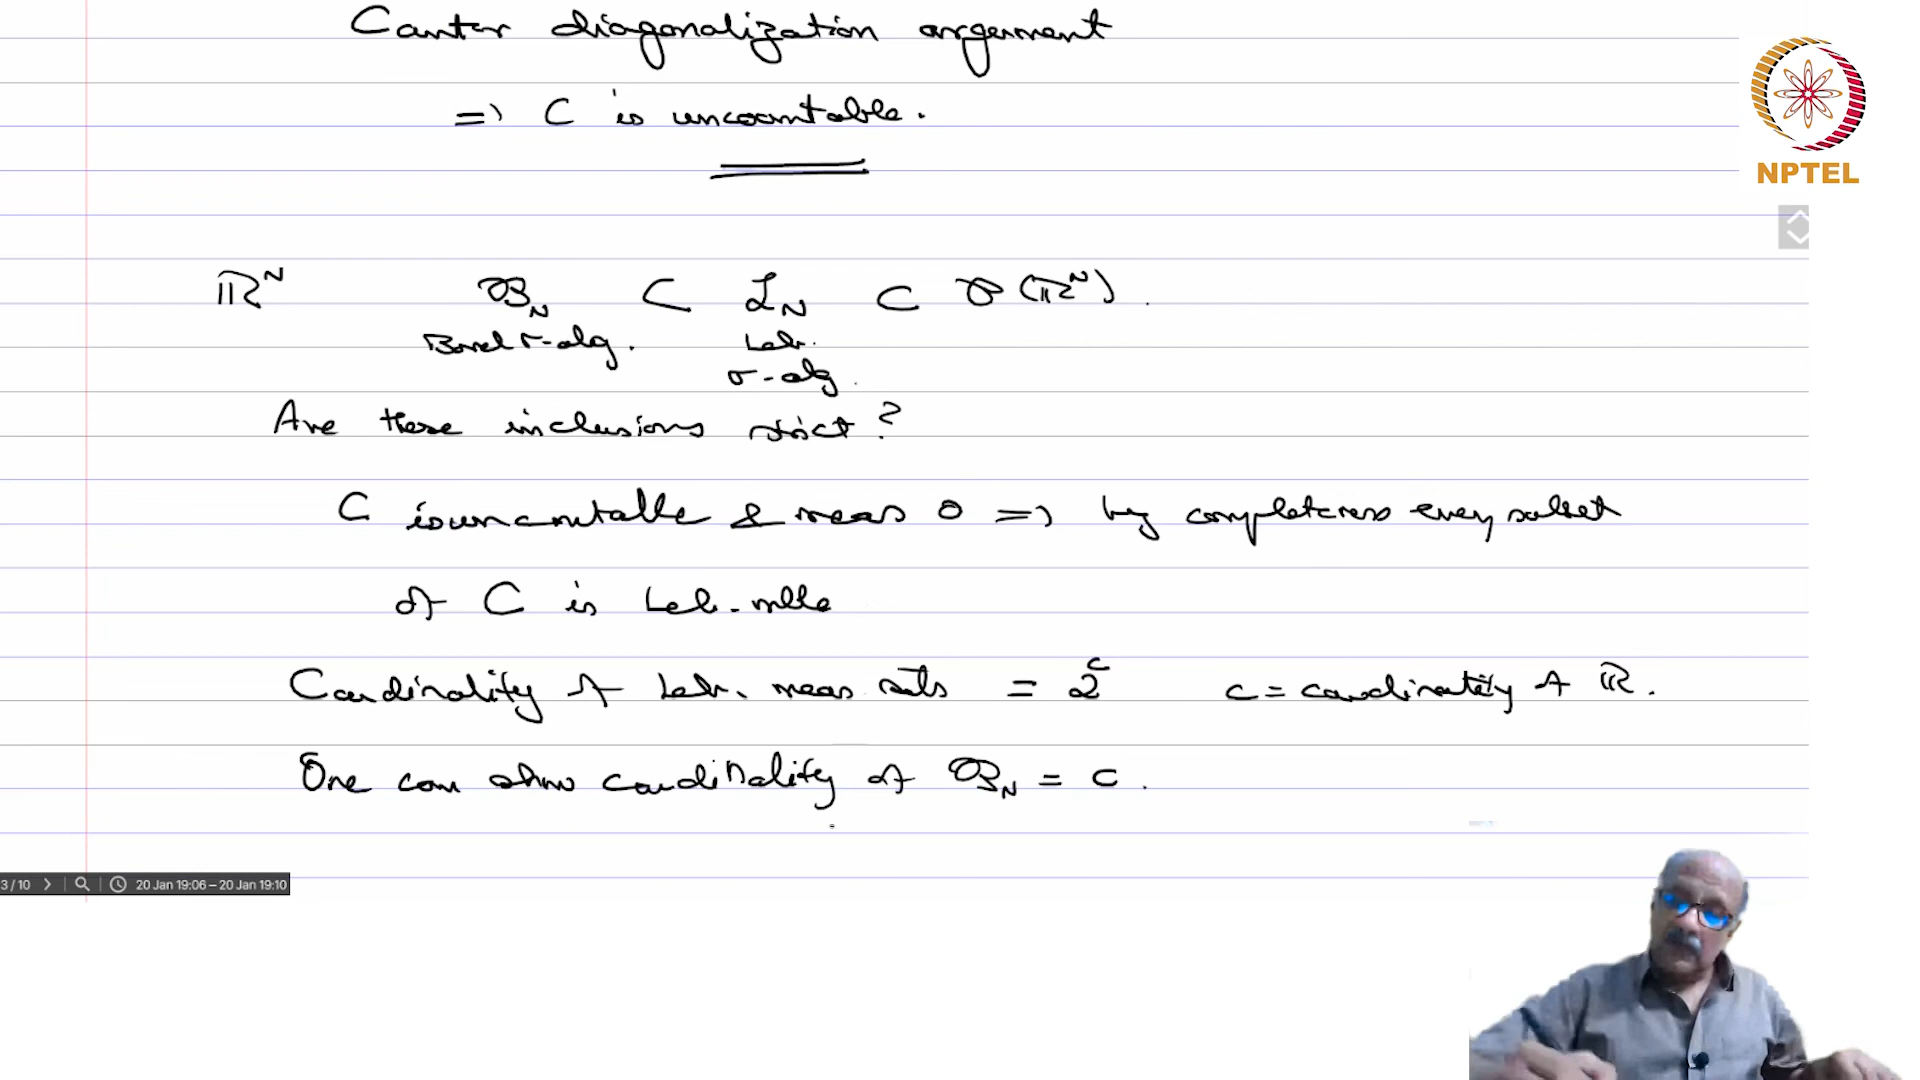 Cantor diagonalization argument
=> C is uncountable.
NPTEL
ℝ^N 𝓑_N ⊂ 𝓛_N ⊂ 𝒫(ℝ^N).
Borel σ-alg. Leb.
σ-alg.
Are these inclusions strict?
C is uncountable & meas 0 => by completeness every subset
of C is Leb-mble
Cardinality of Leb. meas sets = 2^c c = cardinality of ℝ.
One can show cardinality of 𝓑_N = c.
3 / 10 20 Jan 19:06 – 20 Jan 19:10